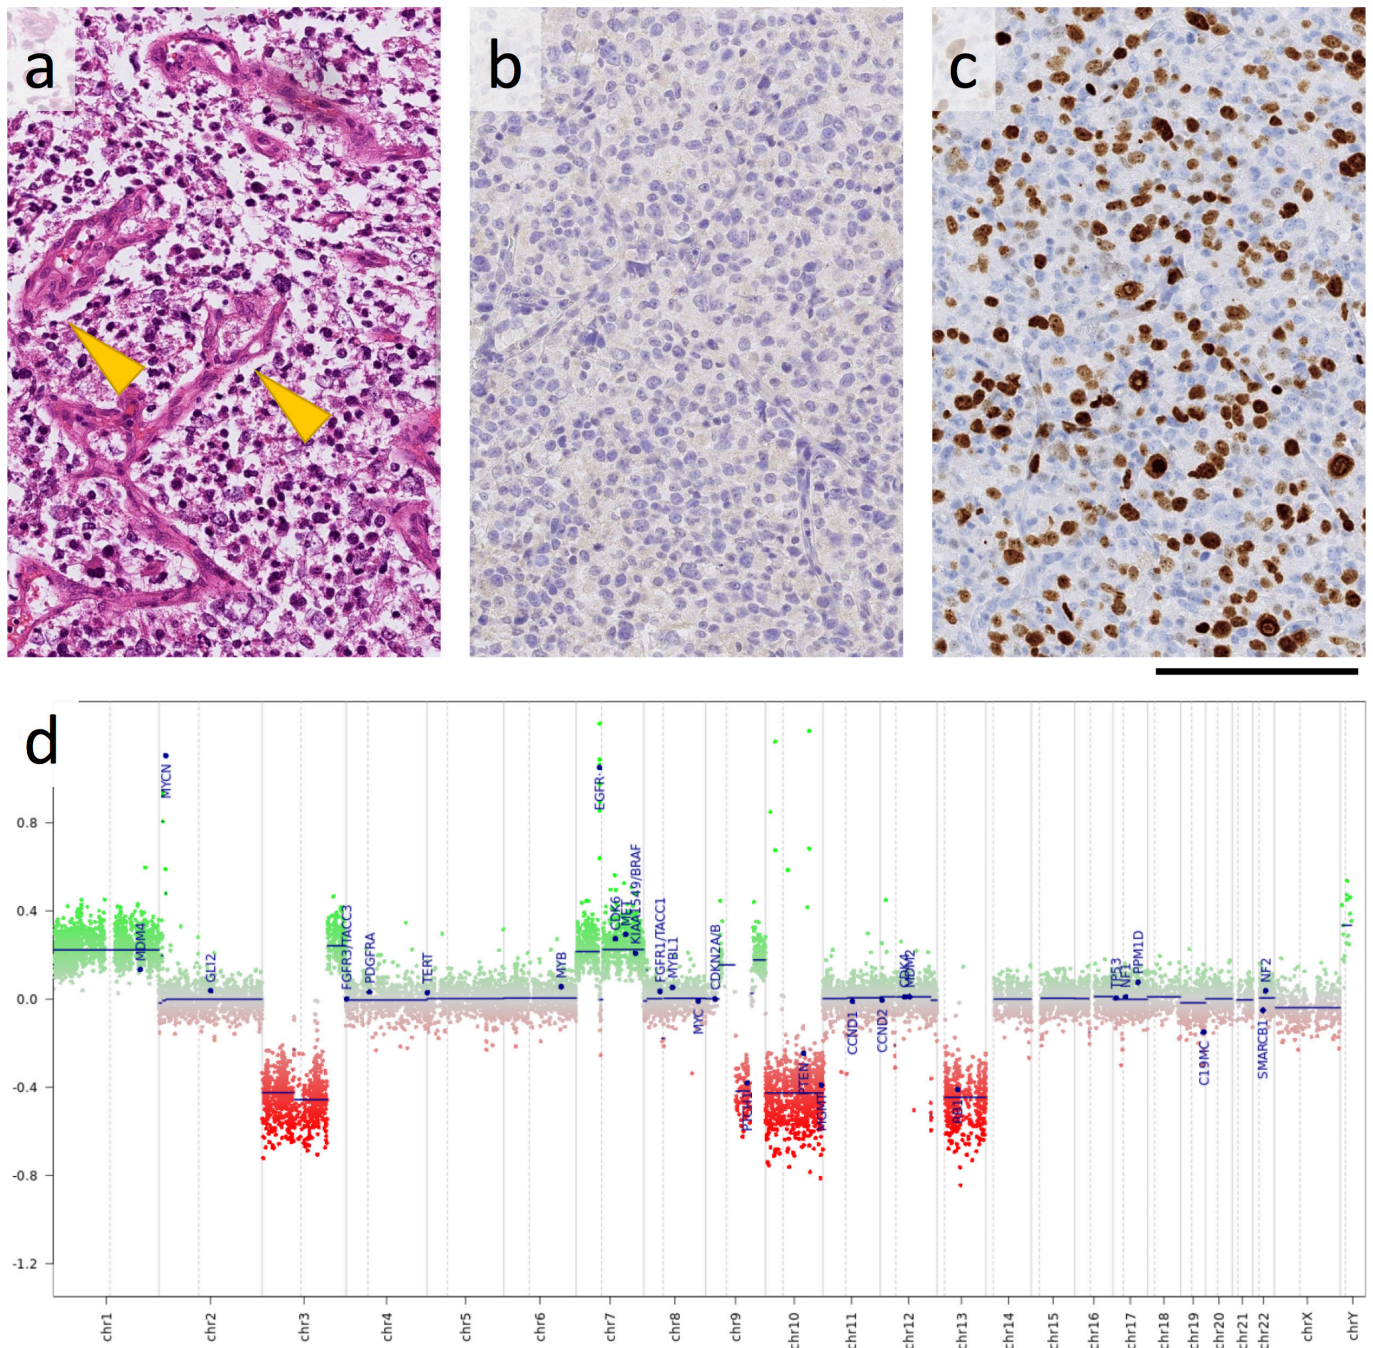 a
b
c
d
0.8
0.4
0.0
-0.4
-0.8
-1.2
MDM4
MYCN
GLI2
FGFR3/TACC3
PDGFRA
TERT
MYB
EGFR
CDK6
MET
KIAA1549/BRAF
FGFR1/TACC1
MYBL1
MYC
CDKN2A/B
PTCH1
PTEN
MGMT
CCND1
CCND2
CDK4
MDM2
RB1
TP53
NF1
PPM1D
C19MC
SMARCB1
NF2
chr1
chr2
chr3
chr4
chr5
chr6
chr7
chr8
chr9
chr10
chr11
chr12
chr13
chr14
chr15
chr16
chr17
chr18
chr19
chr20
chr21
chr22
chrX
chrY